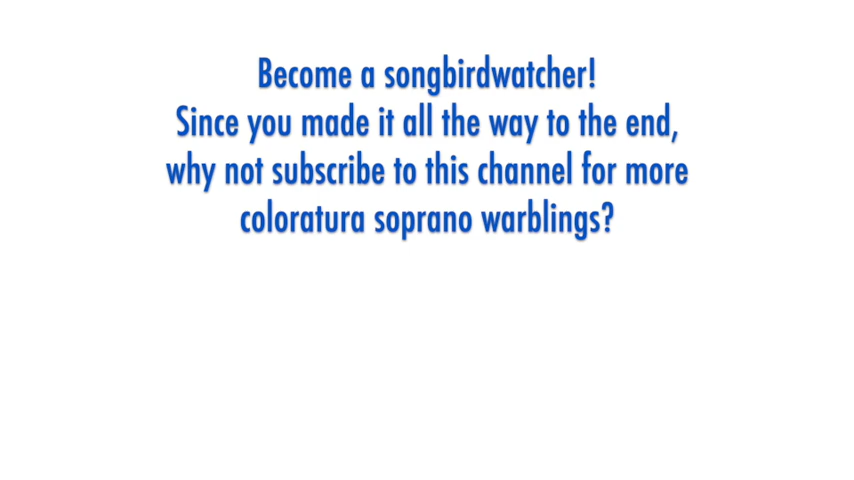 Become a songbirdwatcher!
Since you made it all the way to the end,
why not subscribe to this channel for more
coloratura soprano warblings?